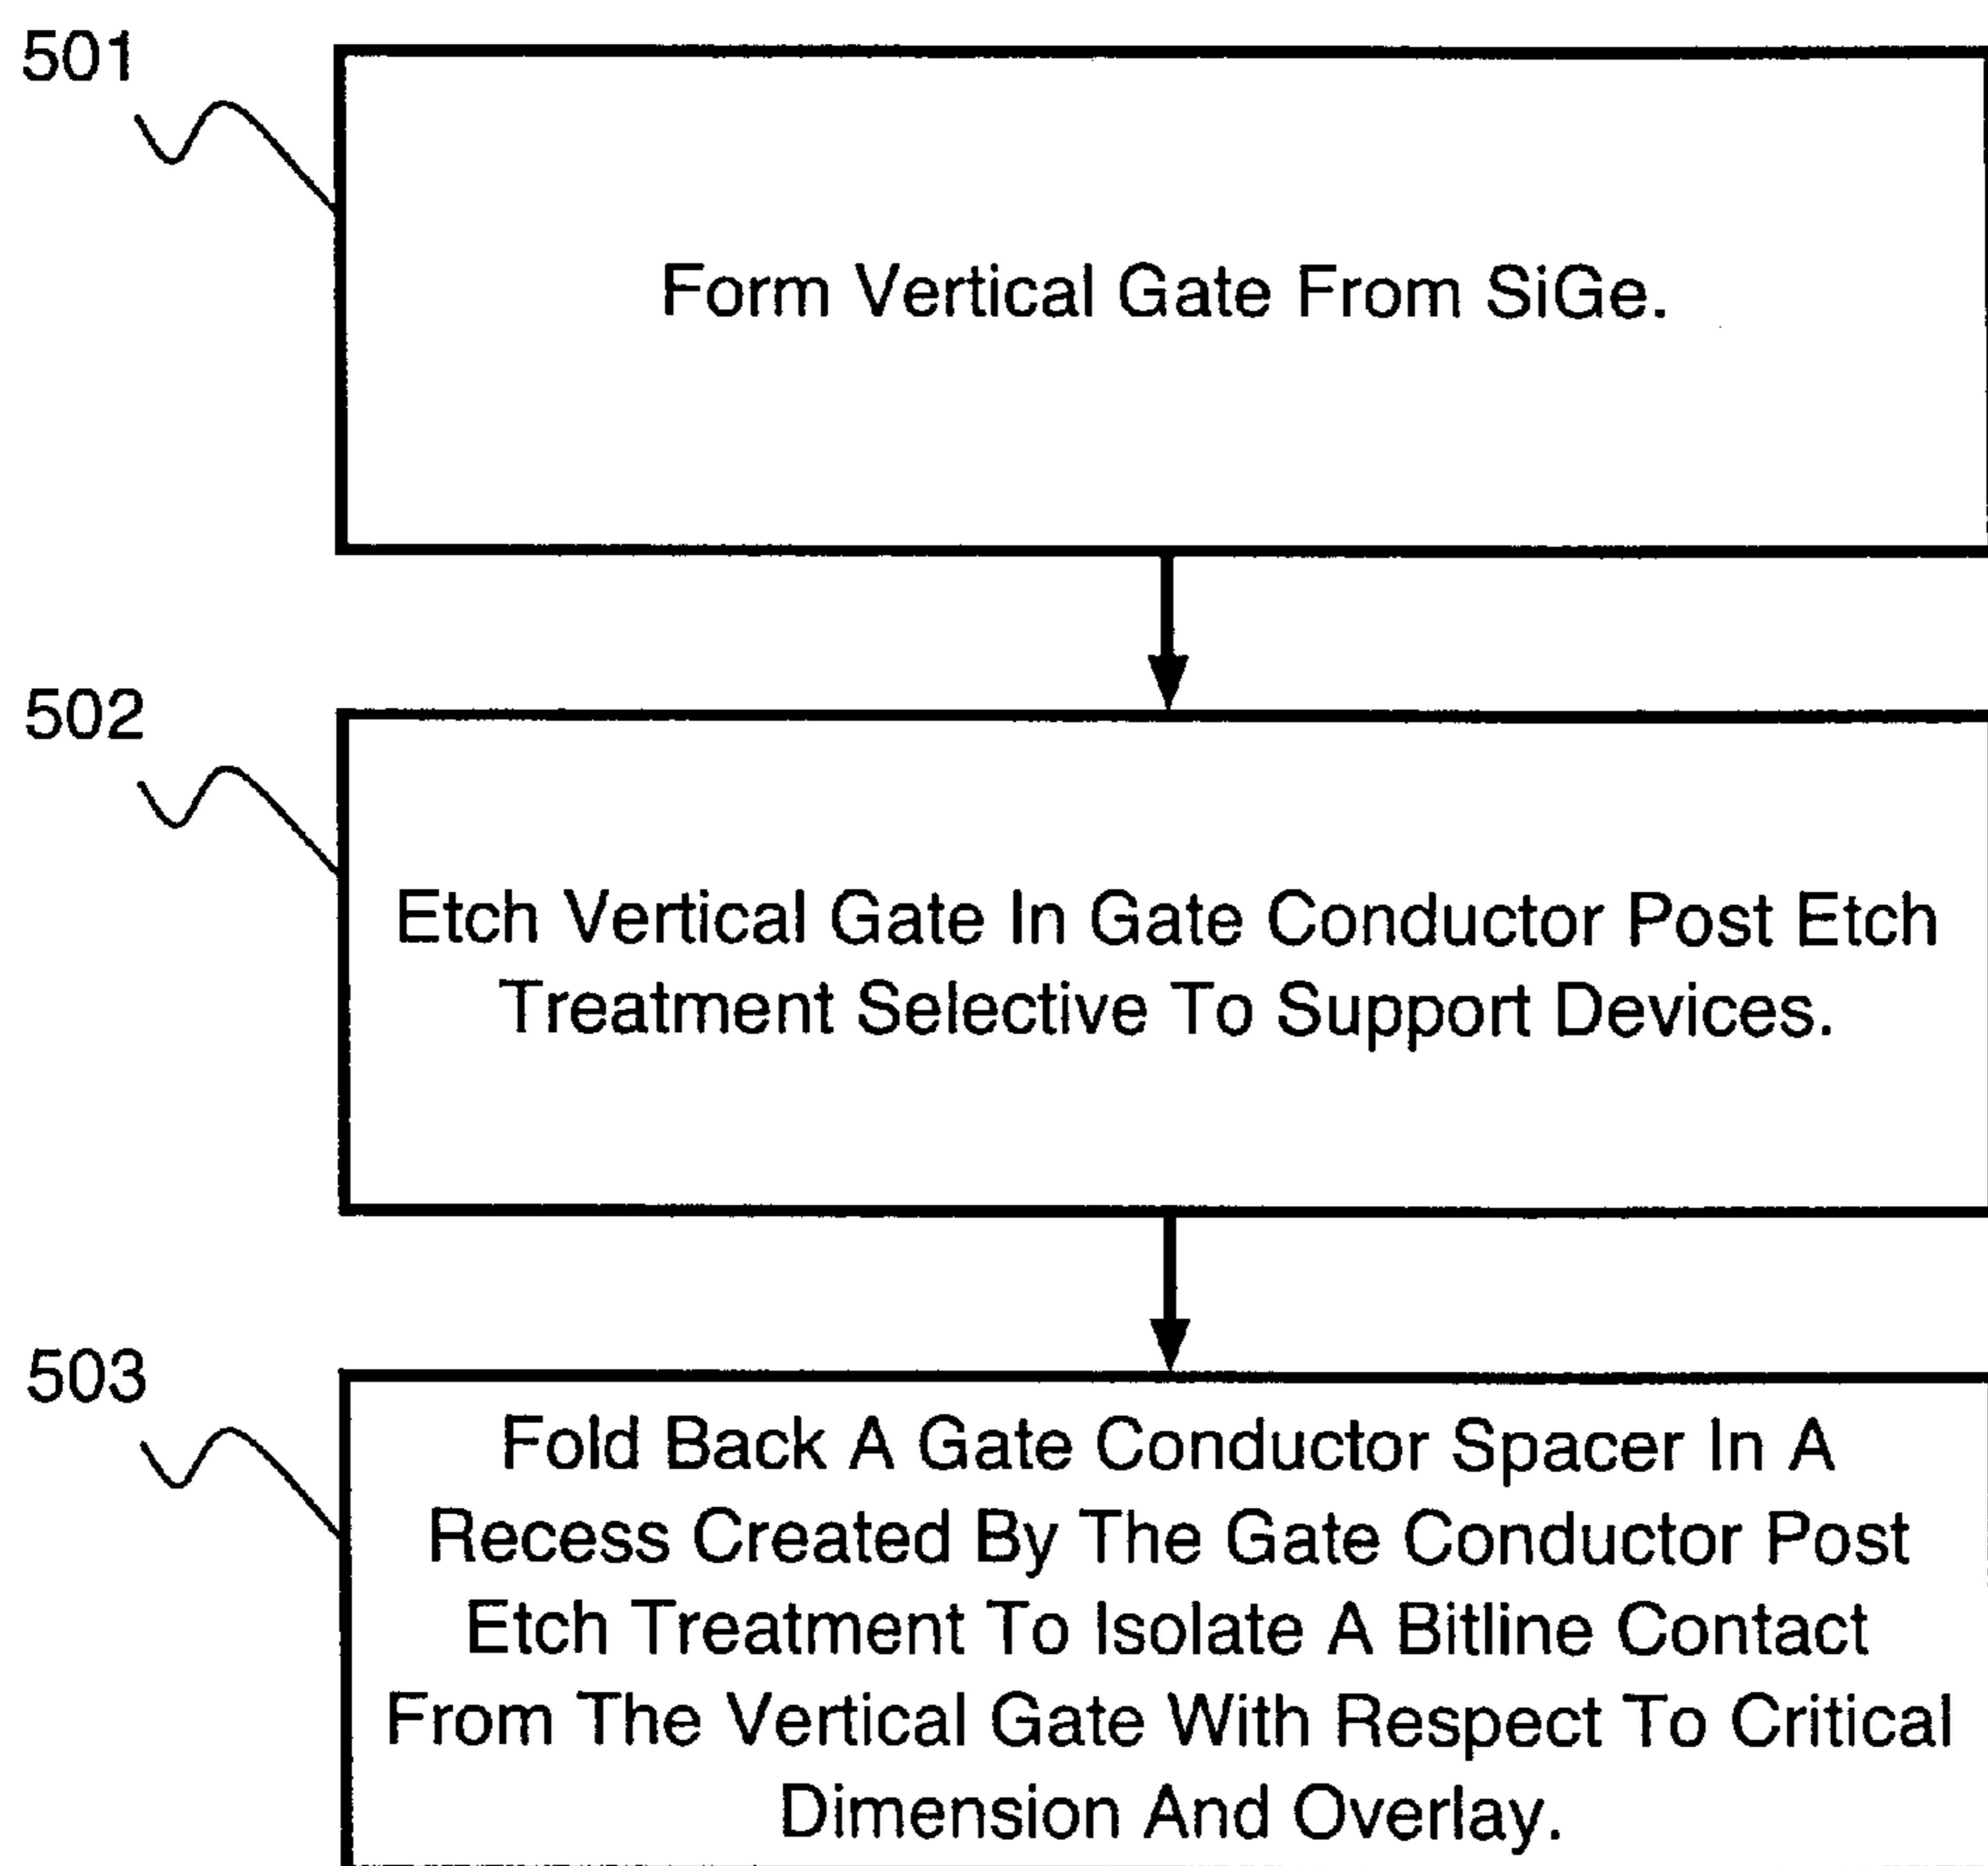 501
Form Vertical Gate From SiGe.
502
Etch Vertical Gate In Gate Conductor Post Etch
Treatment Selective To Support Devices.
503
Fold Back A Gate Conductor Spacer In A
Recess Created By The Gate Conductor Post
Etch Treatment To Isolate A Bitline Contact
From The Vertical Gate With Respect To Critical
Dimension And Overlay.